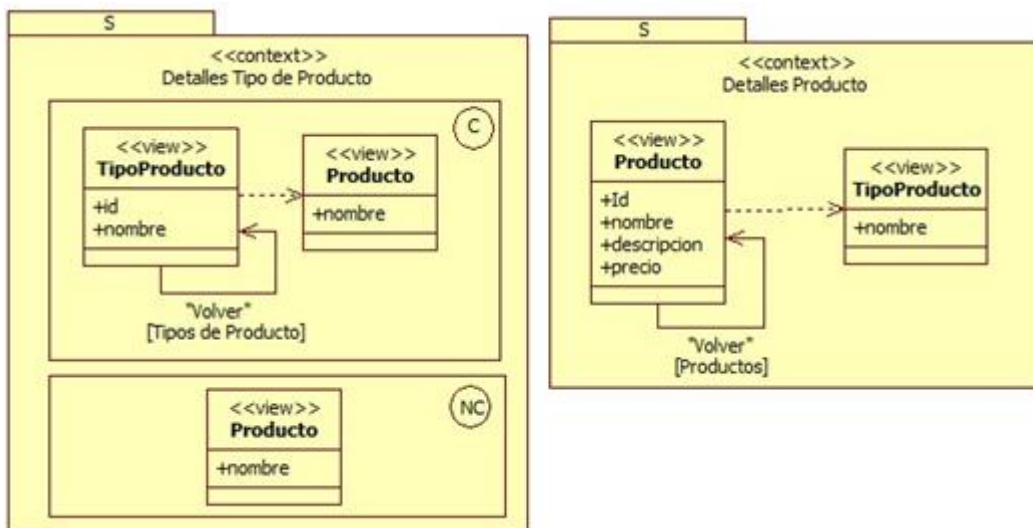 S
<<context>>
Detalles Tipo de Producto
C
<<view>>
TipoProducto
+id
+nombre
<<view>>
Producto
+nombre
"Volver"
[Tipos de Producto]
NC
<<view>>
Producto
+nombre
S
<<context>>
Detalles Producto
<<view>>
Producto
+Id
+nombre
+descripcion
+precio
<<view>>
TipoProducto
+nombre
"Volver"
[Productos]